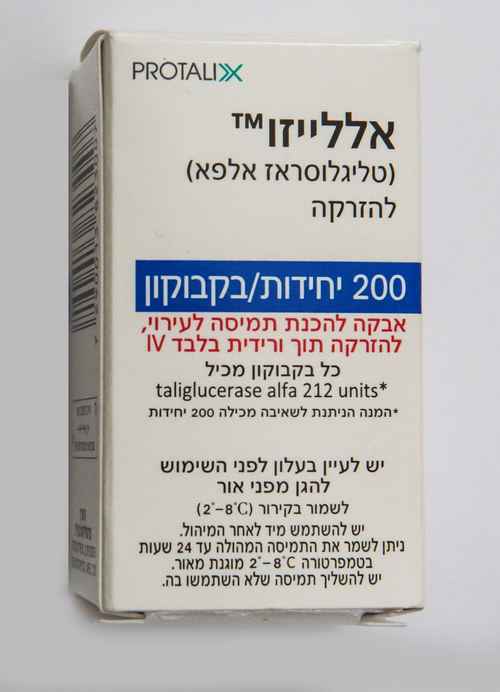 PROTALIX
אללייזו™
(טליגלוסראז אלפא)
להזרקה
200 יחידות/בקבוקון
אבקה להכנת תמיסה לעירוי,
להזרקה תוך ורידית בלבד IV
כל בקבוקון מכיל
taliglucerase alfa 212 units*
*המנה הניתנת לשאיבה מכילה 200 יחידות
יש לעיין בעלון לפני השימוש
להגן מפני אור
לשמור בקירור (2°-8°C)
יש להשתמש מיד לאחר המיהול.
ניתן לשמר את התמיסה המהולה עד 24 שעות
בטמפרטורה 2°-8°C מוגנת מאור.
יש להשליך תמיסה שלא השתמשו בה.